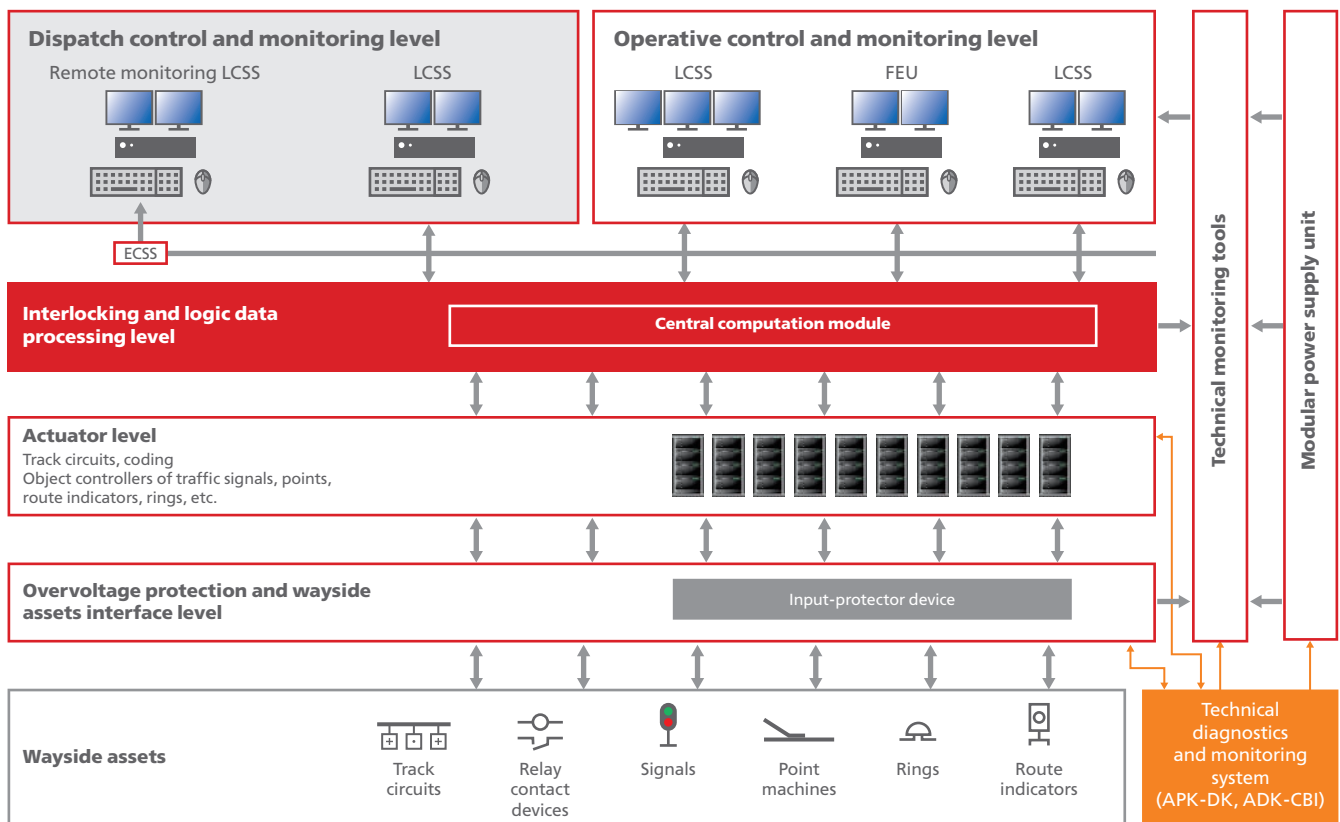 Dispatch control and monitoring level
Remote monitoring LCSS
LCSS
Operative control and monitoring level
LCSS
FEU
LCSS
ECSS
Interlocking and logic data
processing level
Central computation module
Actuator level
Track circuits, coding
Object controllers of traffic signals, points,
route indicators, rings, etc.
Overvoltage protection and wayside
assets interface level
Input-protector device
Wayside assets
Track
circuits
Relay
contact
devices
Signals
Point
machines
Rings
Route
indicators
Technical monitoring tools
Modular power supply unit
Technical
diagnostics
and monitoring
system
(APK-DK, ADK-CBI)